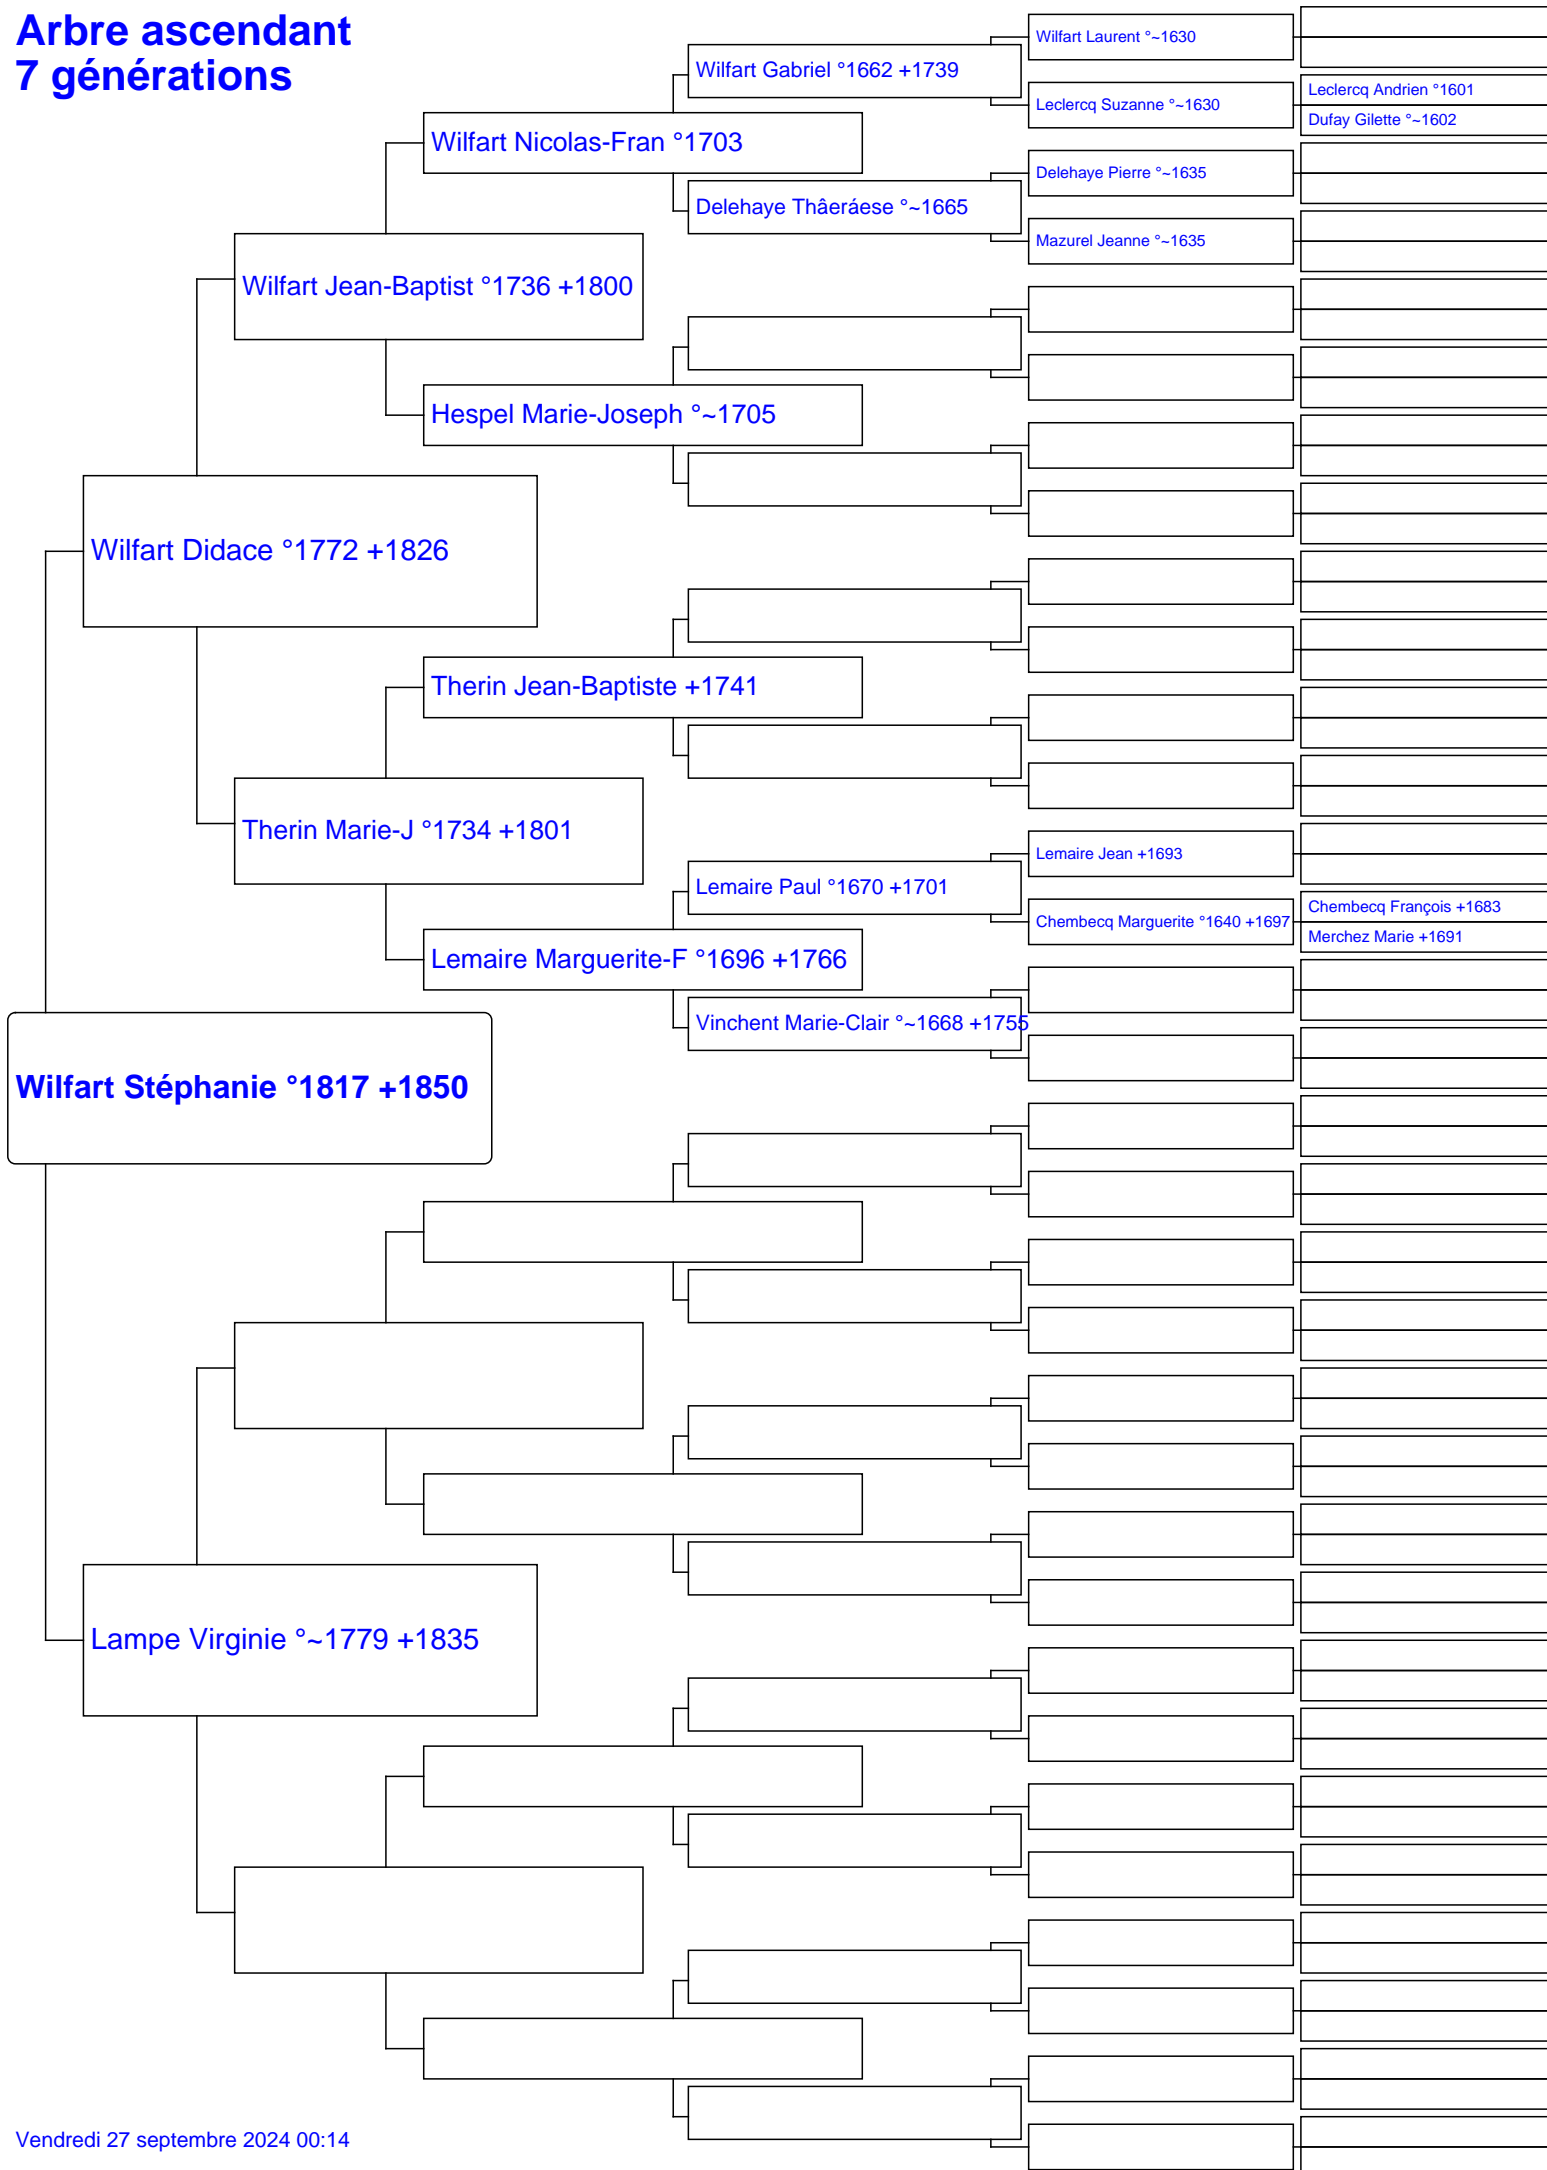 Arbre ascendant
7 générations
Wilfart Laurent °~1630
Wilfart Gabriel °1662 +1739
Leclercq Andrien °1601
Leclercq Suzanne °~1630
Dufay Gilette °~1602
Wilfart Nicolas-Fran °1703
Delehaye Pierre °~1635
Delehaye Thâeráese °~1665
Mazurel Jeanne °~1635
Wilfart Jean-Baptist °1736 +1800
Hespel Marie-Joseph °~1705
Wilfart Didace °1772 +1826
Therin Jean-Baptiste +1741
Therin Marie-J °1734 +1801
Lemaire Jean +1693
Lemaire Paul °1670 +1701
Chembecq François +1683
Chembecq Marguerite °1640 +1697
Merchez Marie +1691
Lemaire Marguerite-F °1696 +1766
Vinchent Marie-Clair °~1668 +1755
Wilfart Stéphanie °1817 +1850
Lampe Virginie °~1779 +1835
Vendredi 27 septembre 2024 00:14